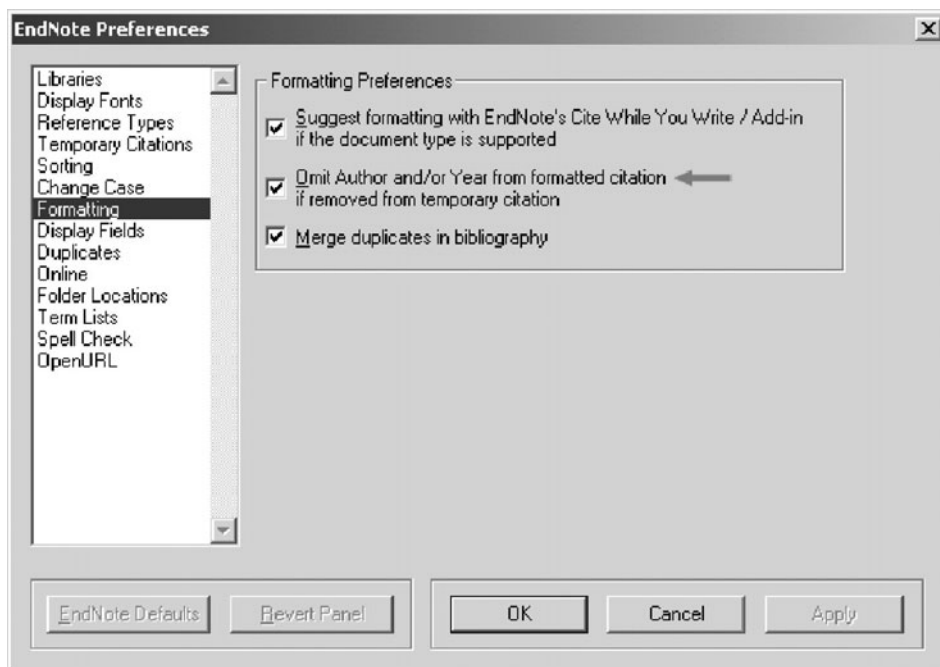 EndNote Preferences
Libraries
Display Fonts
Reference Types
Temporary Citations
Sorting
Change Case
Formatting
Display Fields
Duplicates
Online
Folder Locations
Term Lists
Spell Check
OpenURL
Formatting Preferences
Suggest formatting with EndNote's Cite While You Write / Add-in
if the document type is supported
Omit Author and/or Year from formatted citation
if removed from temporary citation
Merge duplicates in bibliography
EndNote Defaults
Revert Panel
OK
Cancel
Apply